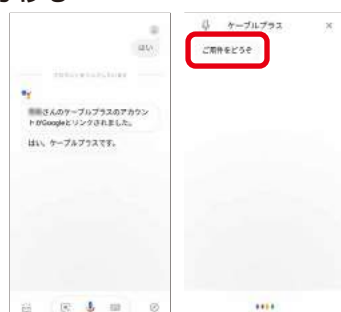 はい
さんのケーブルプラスのアカウン
トがGoogleとリンクされました。
はい、ケーブルプラスです。
ケーブルプラス
ご用件をどうぞ